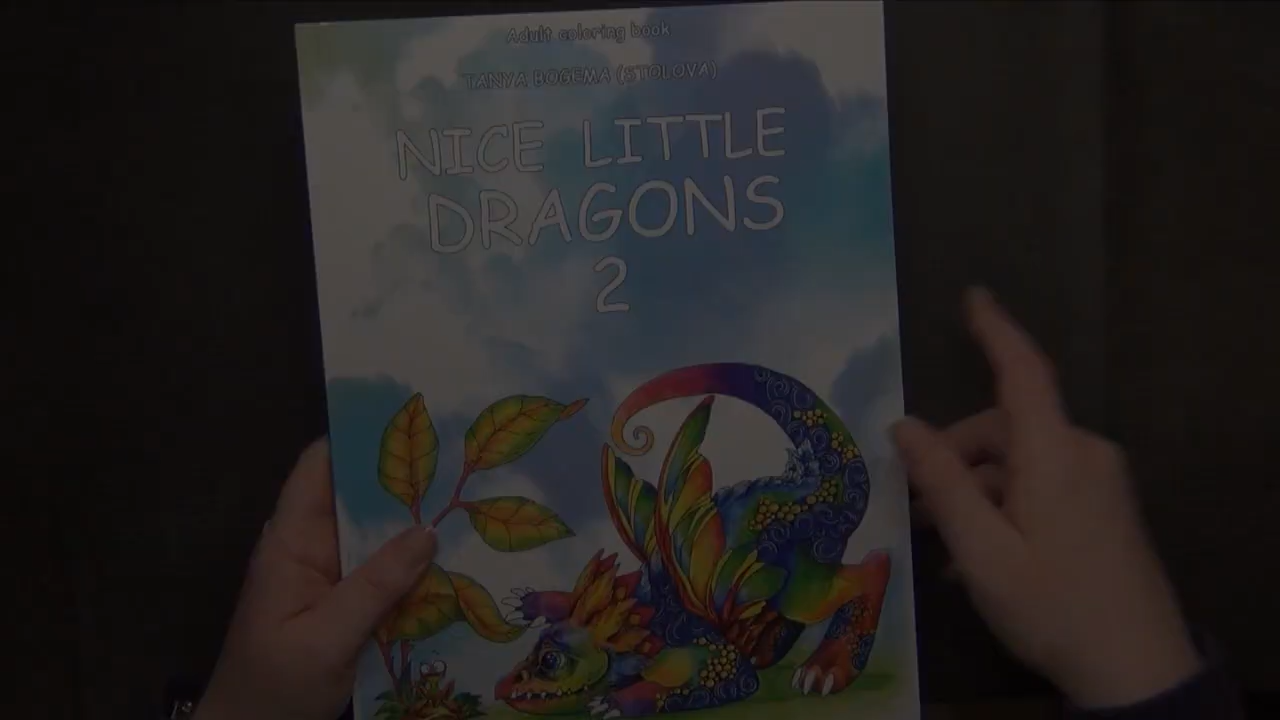 Adult coloring book
TANYA BOGEMA (STOLOVA)
NICE LITTLE
DRAGONS
2